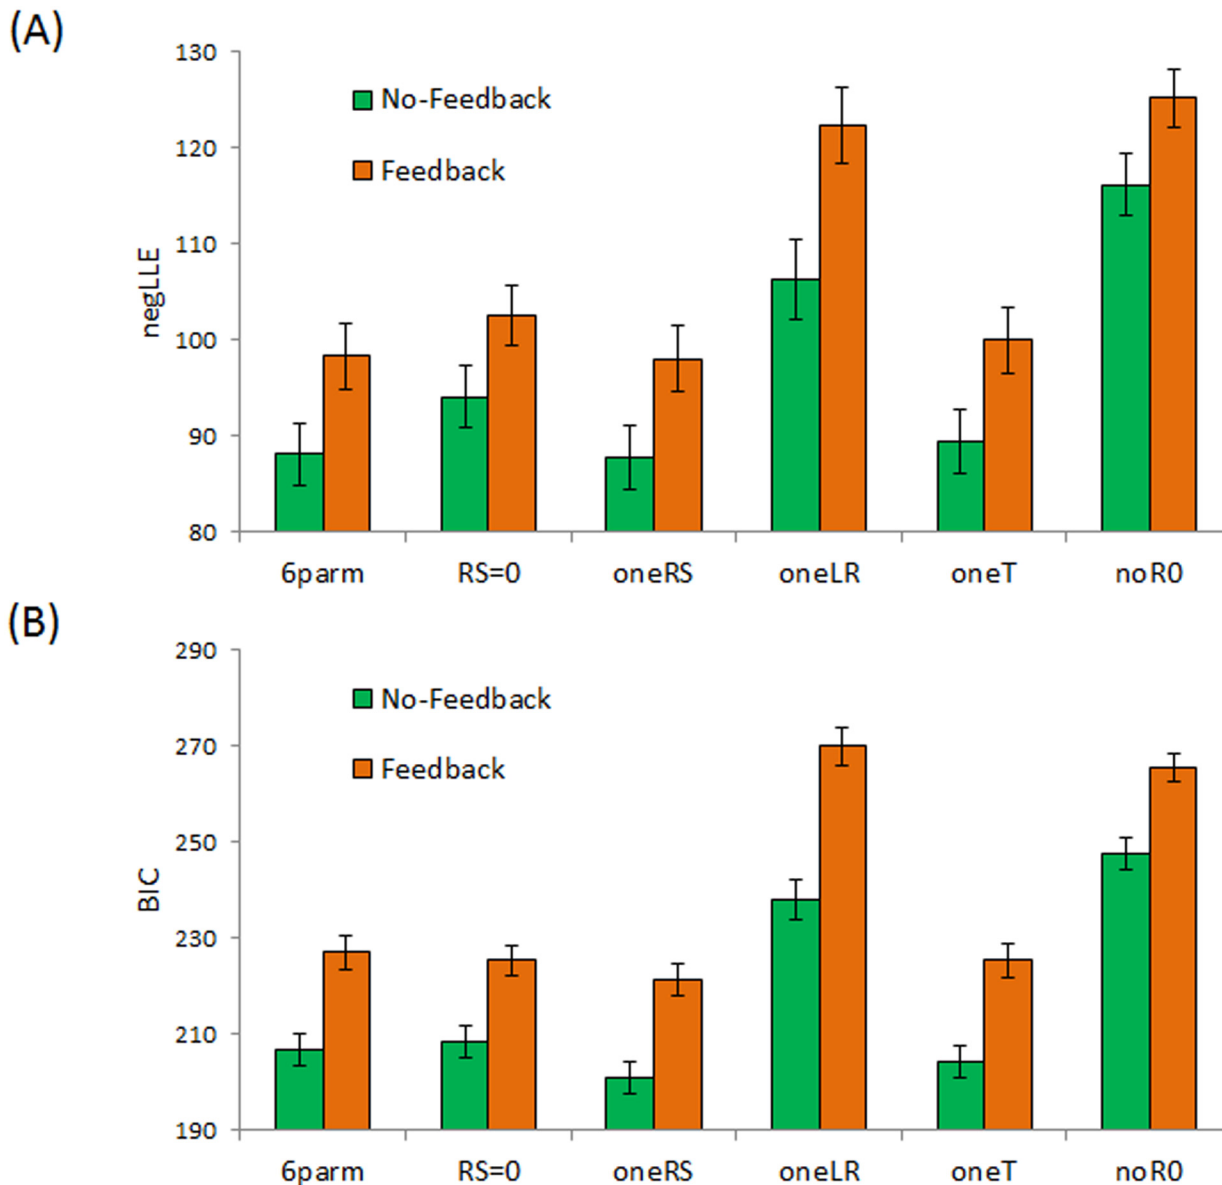 (A)
130
120
110
100
90
80
negLLE
No-Feedback
Feedback
6parm RS=0 oneRS oneLR oneT noR0
(B)
290
270
250
230
210
190
BIC
No-Feedback
Feedback
6parm RS=0 oneRS oneLR oneT noR0